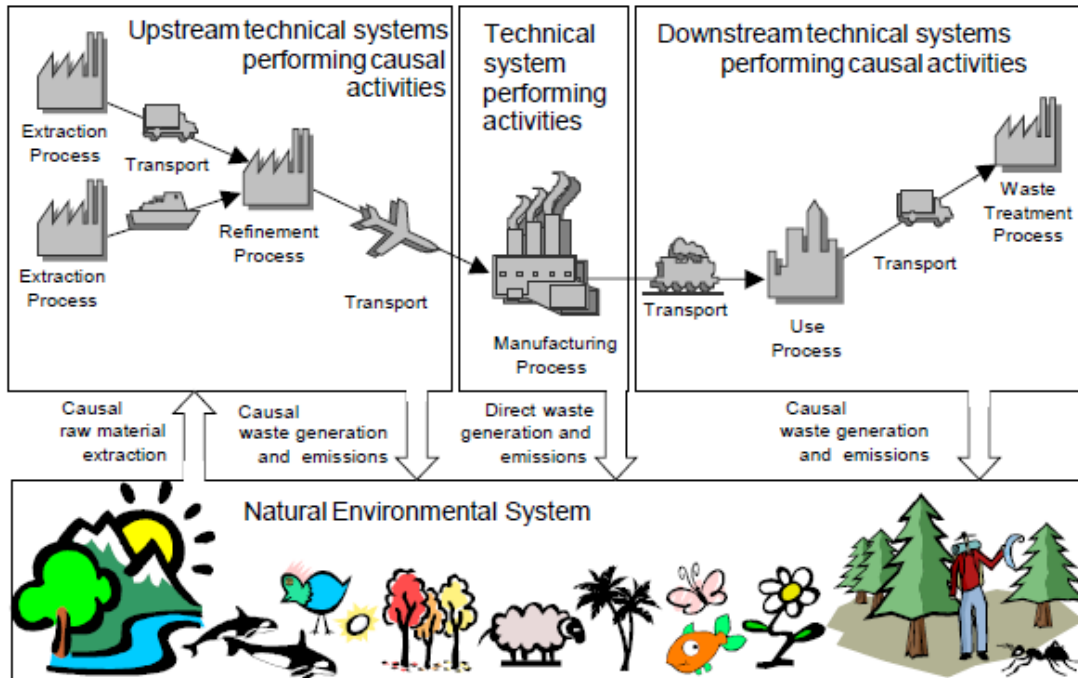 Upstream technical systems
performing causal
activities
Extraction
Process
Transport
Extraction
Process
Refinement
Process
Transport
Technical
system
performing
activities
Manufacturing
Process
Downstream technical systems
performing causal activities
Transport
Use
Process
Transport
Waste
Treatment
Process
Causal
raw material
extraction
Causal
waste generation
and emissions
Direct waste
generation and
emissions
Causal
waste generation
and emissions
Natural Environmental System